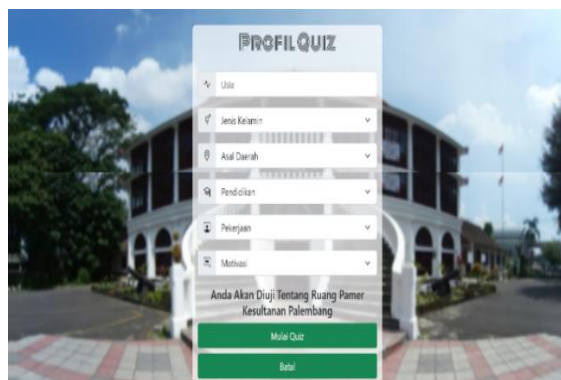 PROFIL QUIZ
Usia
Jenis Kelamin
Asal Daerah
Pendidikan
Pekerjaan
Motivasi
Anda Akan Diuji Tentang Ruang Pamer
Kesultanan Palembang
Mulai Quiz
Batal